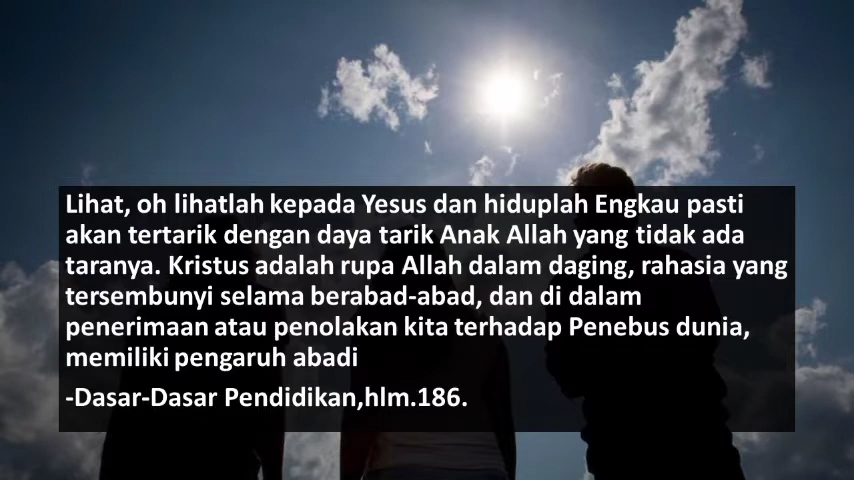 Lihat, oh lihatlah kepada Yesus dan hiduplah Engkau pasti
akan tertarik dengan daya tarik Anak Allah yang tidak ada
taranya. Kristus adalah rupa Allah dalam daging, rahasia yang
tersembunyi selama berabad-abad, dan di dalam
penerimaan atau penolakan kita terhadap Penebus dunia,
memiliki pengaruh abadi
-Dasar-Dasar Pendidikan,hlm.186.